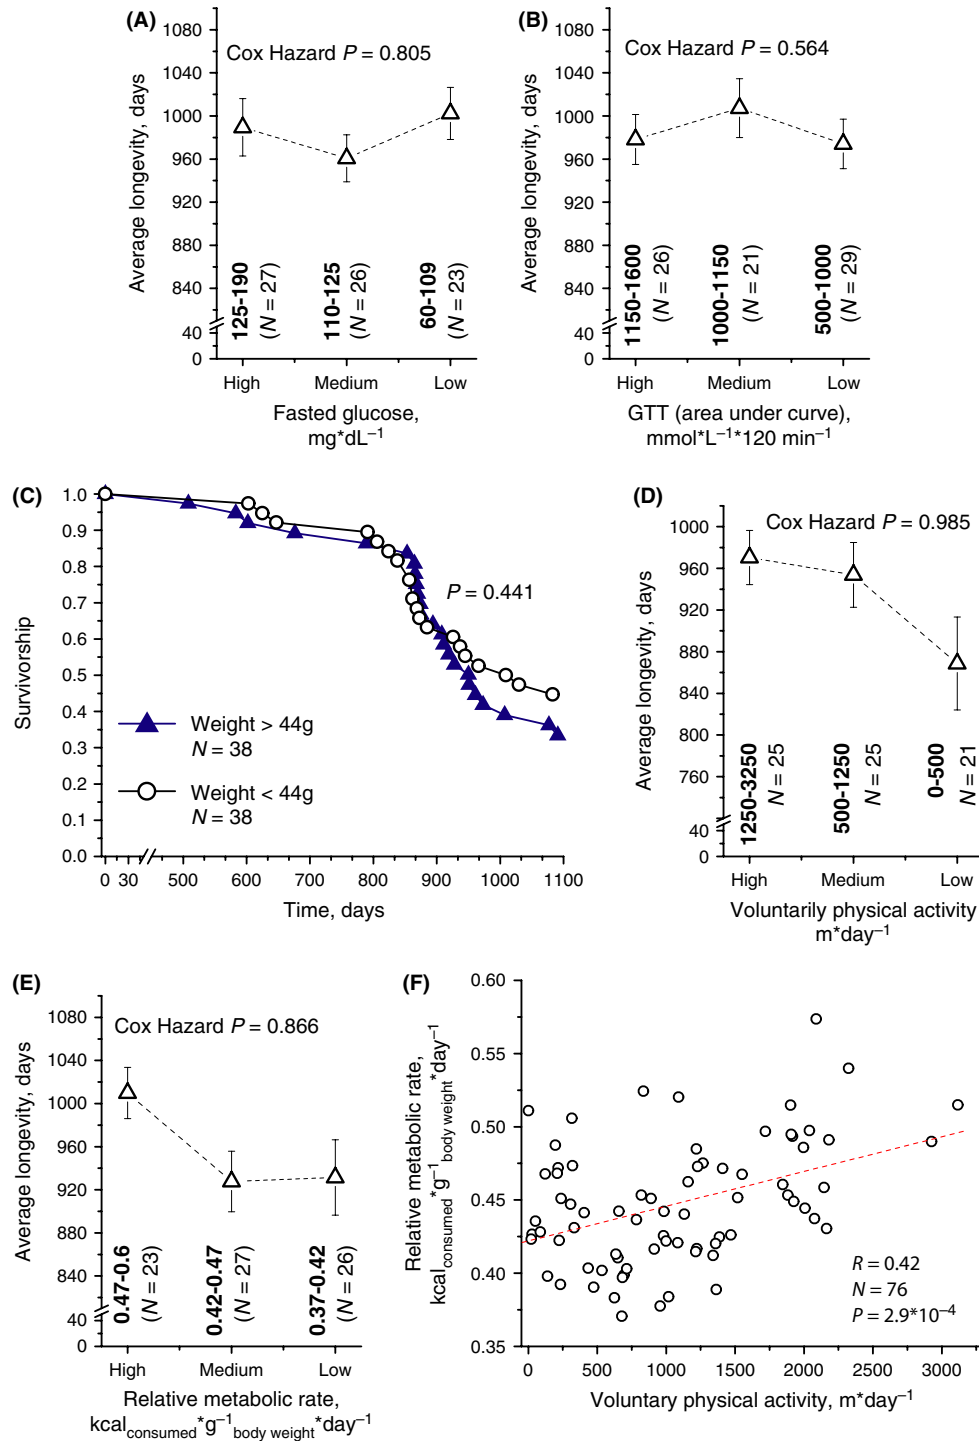 (A)
Cox Hazard P = 0.805
Average longevity, days
1080
1040
1000
960
920
880
840
40
0
125-190
(N = 27)
110-125
(N = 26)
60-109
(N = 23)
High Medium Low
Fasted glucose,
mg*dL⁻¹
(B)
Cox Hazard P = 0.564
Average longevity, days
1080
1040
1000
960
920
880
840
40
0
1150-1600
(N = 26)
1000-1150
(N = 21)
500-1000
(N = 29)
High Medium Low
GTT (area under curve),
mmol*L⁻¹*120 min⁻¹
(C)
Survivorship
1.0
0.9
0.8
0.7
0.6
0.5
0.4
0.3
0.2
0.1
0.0
P = 0.441
Weight > 44g
N = 38
Weight < 44g
N = 38
0 30 500 600 700 800 900 1000 1100
Time, days
(D)
Cox Hazard P = 0.985
Average longevity, days
1000
960
920
880
840
800
760
40
0
1250-3250
N = 25
500-1250
N = 25
0-500
N = 21
High Medium Low
Voluntarily physical activity
m*day⁻¹
(E)
Cox Hazard P = 0.866
Average longevity, days
1080
1040
1000
960
920
880
840
40
0
0.47-0.6
(N = 23)
0.42-0.47
(N = 27)
0.37-0.42
(N = 26)
High Medium Low
Relative metabolic rate,
kcalconsumed*g⁻¹body weight*day⁻¹
(F)
Relative metabolic rate,
kcalconsumed*g⁻¹body weight*day⁻¹
0.60
0.55
0.50
0.45
0.40
0.35
R = 0.42
N = 76
P = 2.9*10⁻⁴
0 500 1000 1500 2000 2500 3000
Voluntary physical activity, m*day⁻¹